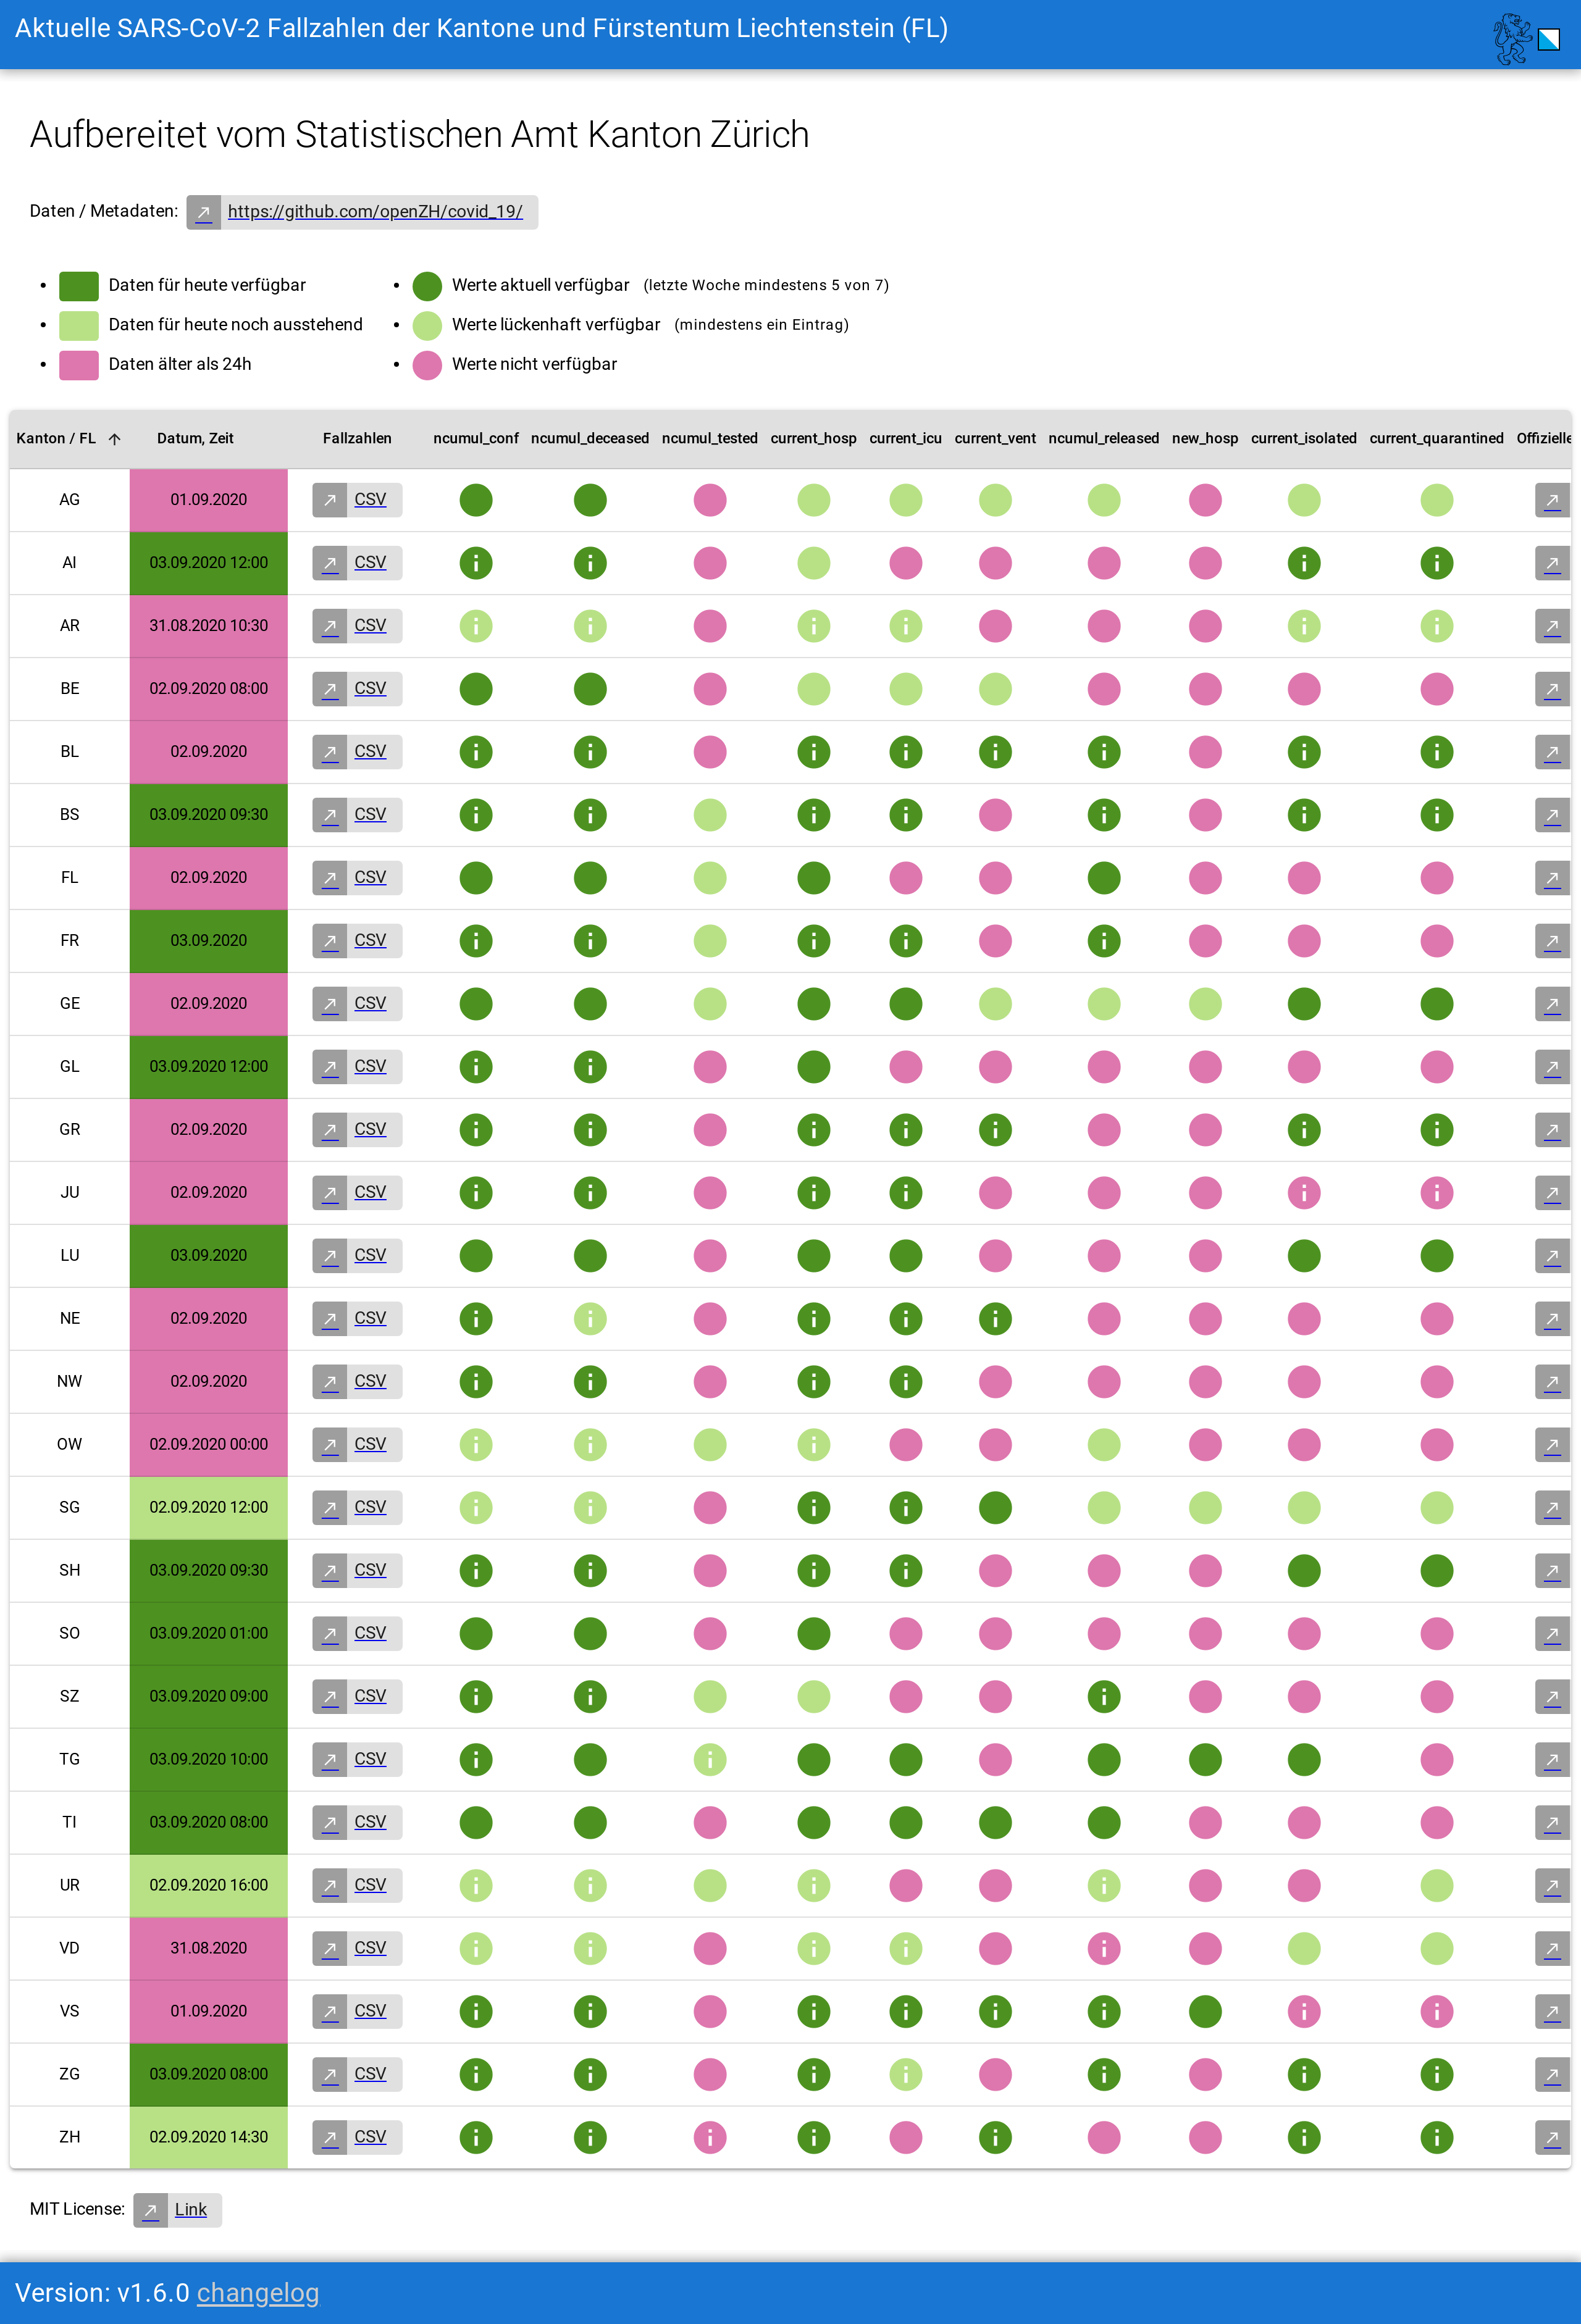 Aktuelle SARS-CoV-2 Fallzahlen der Kantone und Fürstentum Liechtenstein (FL)
Aufbereitet vom Statistischen Amt Kanton Zürich
Daten / Metadaten: https://github.com/openZH/covid_19/
Daten für heute verfügbar
Daten für heute noch ausstehend
Daten älter als 24h
Werte aktuell verfügbar (letzte Woche mindestens 5 von 7)
Werte lückenhaft verfügbar (mindestens ein Eintrag)
Werte nicht verfügbar
Kanton / FL Datum, Zeit Fallzahlen ncumul_conf ncumul_deceased ncumul_tested current_hosp current_icu current_vent ncumul_released new_hosp current_isolated current_quarantined Offizielle
AG 01.09.2020 CSV
AI 03.09.2020 12:00 CSV
AR 31.08.2020 10:30 CSV
BE 02.09.2020 08:00 CSV
BL 02.09.2020 CSV
BS 03.09.2020 09:30 CSV
FL 02.09.2020 CSV
FR 03.09.2020 CSV
GE 02.09.2020 CSV
GL 03.09.2020 12:00 CSV
GR 02.09.2020 CSV
JU 02.09.2020 CSV
LU 03.09.2020 CSV
NE 02.09.2020 CSV
NW 02.09.2020 CSV
OW 02.09.2020 00:00 CSV
SG 02.09.2020 12:00 CSV
SH 03.09.2020 09:30 CSV
SO 03.09.2020 01:00 CSV
SZ 03.09.2020 09:00 CSV
TG 03.09.2020 10:00 CSV
TI 03.09.2020 08:00 CSV
UR 02.09.2020 16:00 CSV
VD 31.08.2020 CSV
VS 01.09.2020 CSV
ZG 03.09.2020 08:00 CSV
ZH 02.09.2020 14:30 CSV
MIT License: Link
Version: v1.6.0 changelog